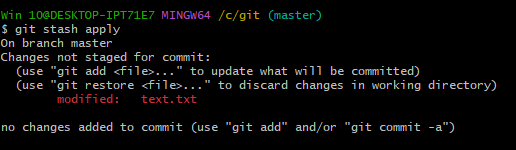 Win 10@DESKTOP-IPT71E7 MINGW64 /c/git (master)
$ git stash apply
On branch master
Changes not staged for commit:
  (use "git add <file>..." to update what will be committed)
  (use "git restore <file>..." to discard changes in working directory)
        modified:   text.txt
no changes added to commit (use "git add" and/or "git commit -a")